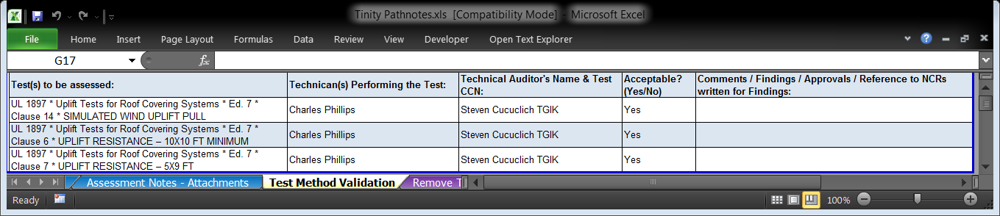 Tinity Pathnotes.xls [Compatibility Mode] - Microsoft Excel
File Home Insert Page Layout Formulas Data Review View Developer Open Text Explorer
G17 fx
Test(s) to be assessed:
Technican(s) Performing the Test:
Technical Auditor's Name & Test
CCN:
Acceptable?
(Yes/No)
Comments / Findings / Approvals / Reference to NCRs
written for Findings:
UL 1897 * Uplift Tests for Roof Covering Systems * Ed. 7 *
Clause 14 * SIMULATED WIND UPLIFT PULL
Charles Phillips
Steven Cucuclich TGIK
Yes
UL 1897 * Uplift Tests for Roof Covering Systems * Ed. 7 *
Clause 6 * UPLIFT RESISTANCE – 10X10 FT MINIMUM
Charles Phillips
Steven Cucuclich TGIK
Yes
UL 1897 * Uplift Tests for Roof Covering Systems * Ed. 7 *
Clause 7 * UPLIFT RESISTANCE – 5X9 FT
Charles Phillips
Steven Cucuclich TGIK
Yes
Assessment Notes - Attachments Test Method Validation Remove T
Ready 100%